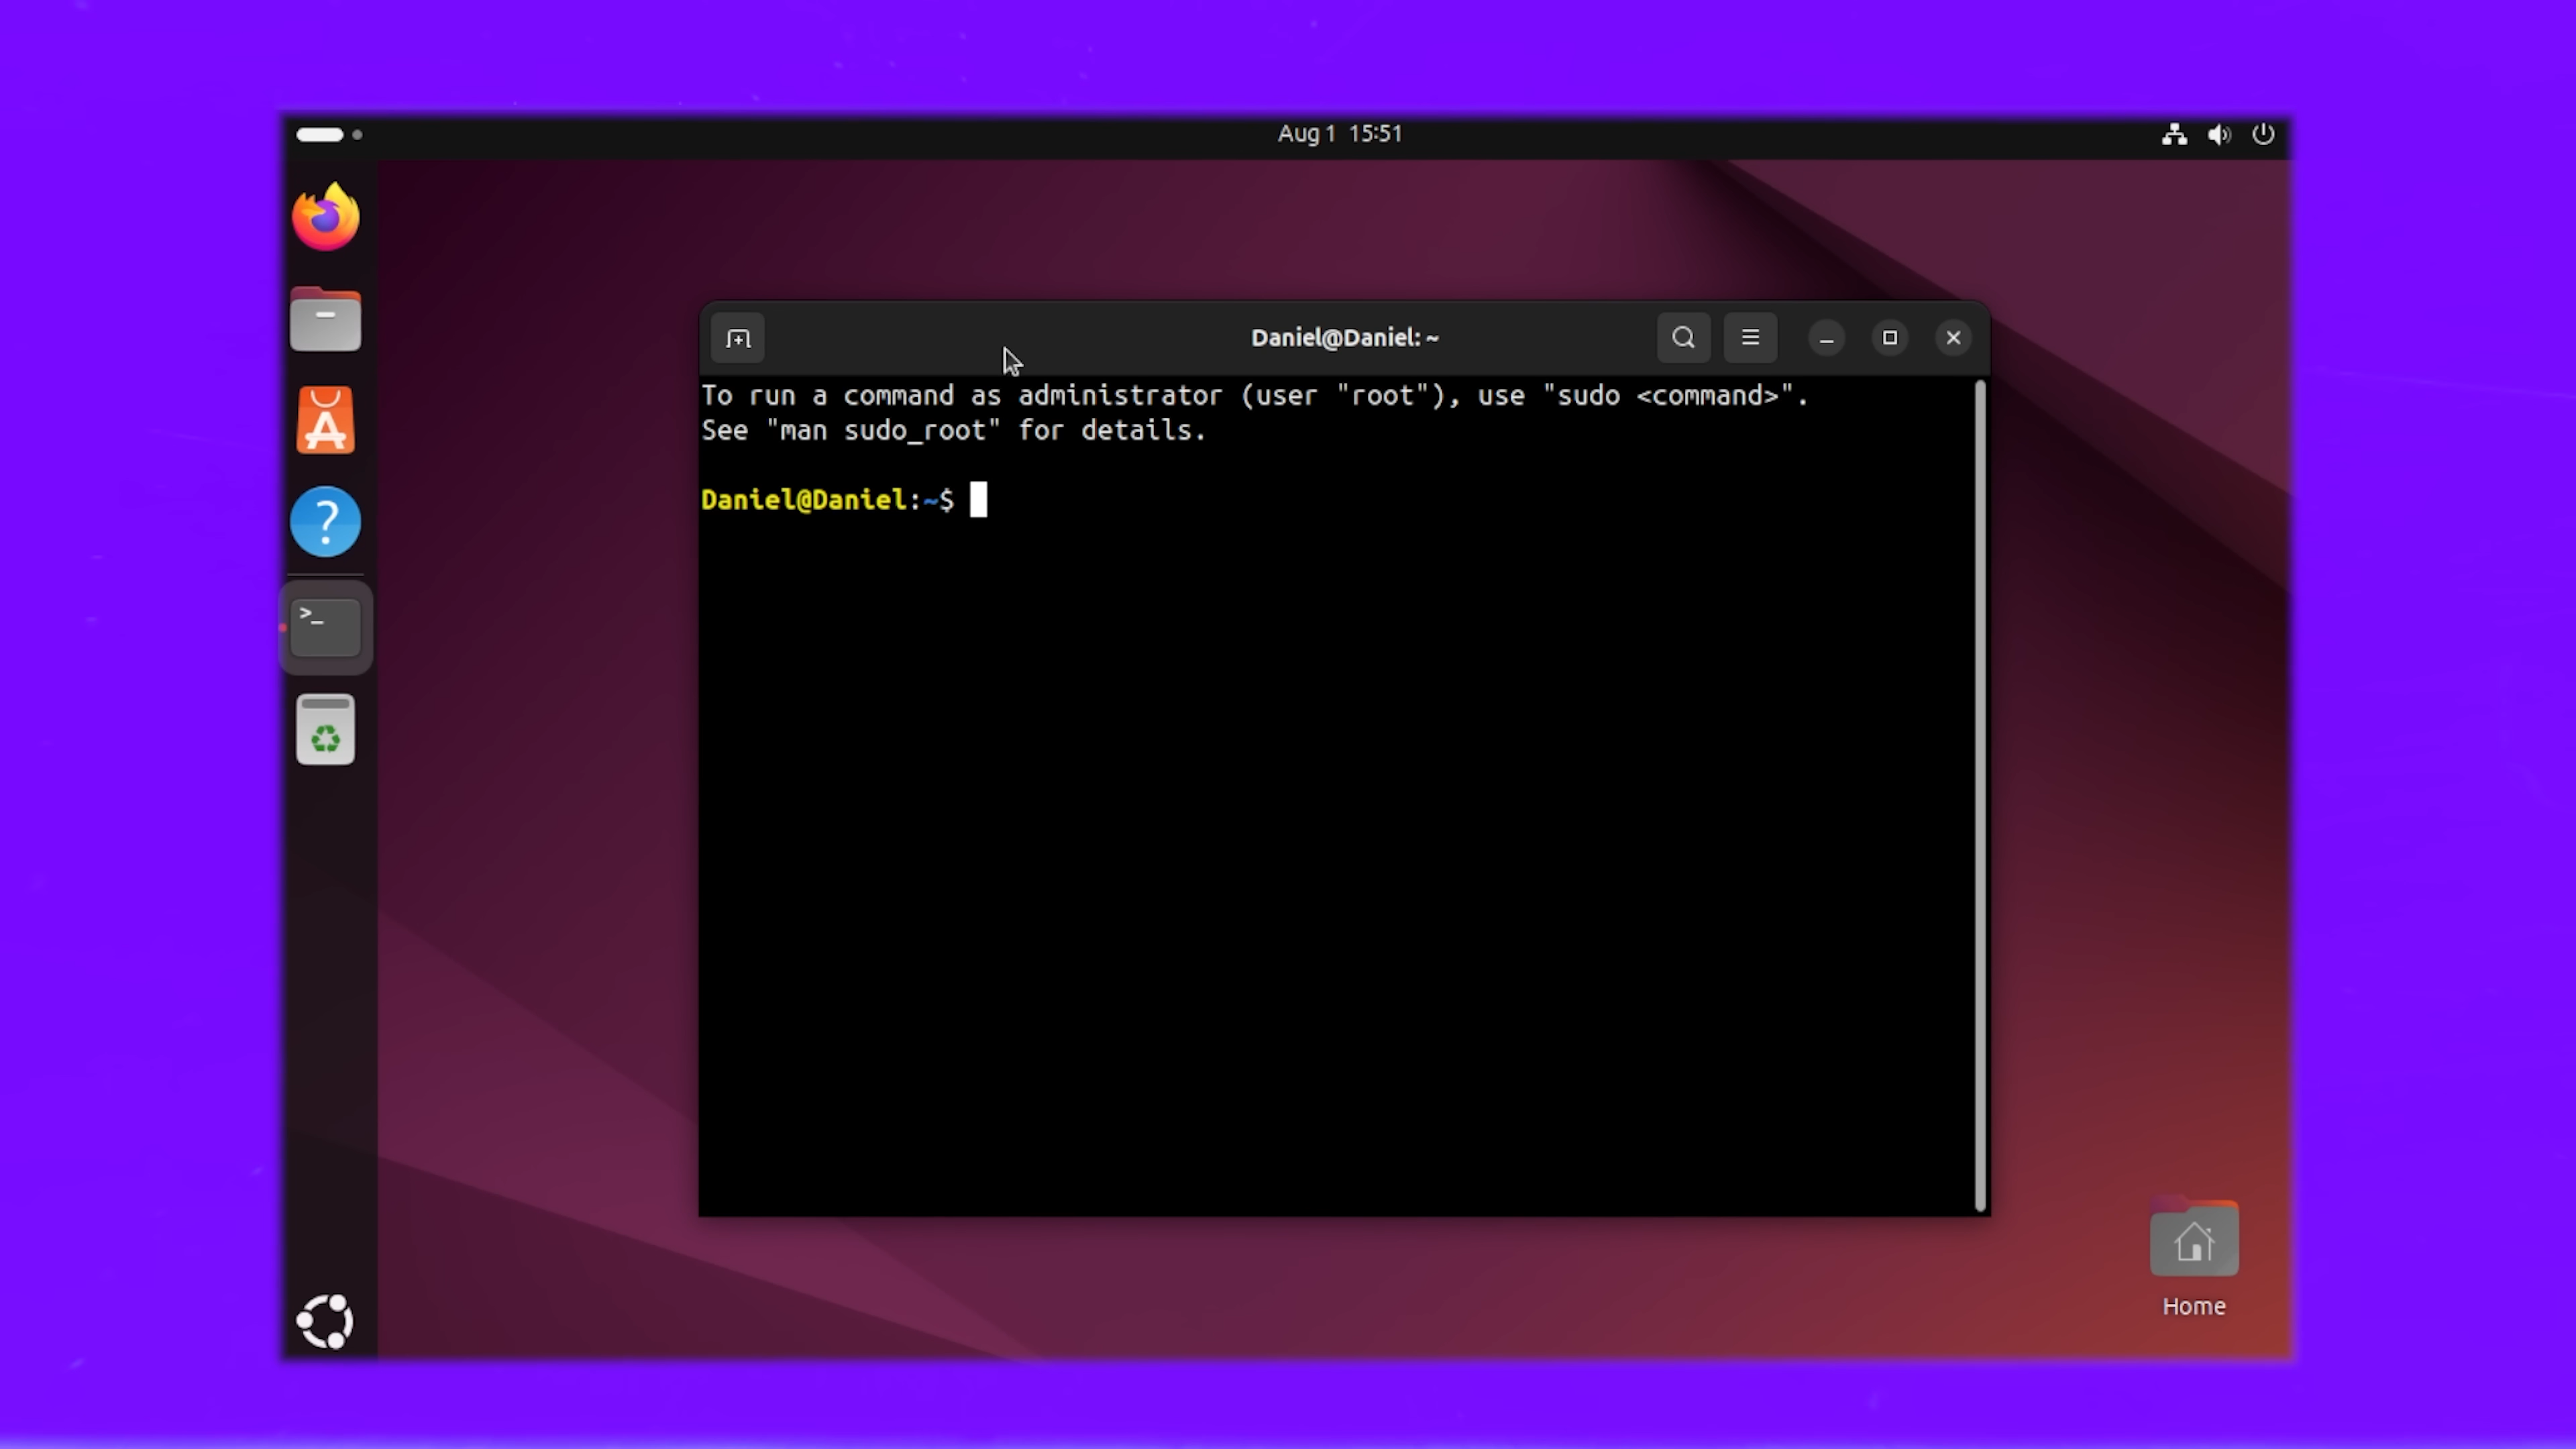 Aug 1 15:51
Daniel@Daniel: ~
To run a command as administrator (user "root"), use "sudo <command>".
See "man sudo_root" for details.
Daniel@Daniel:~$
>_
Home